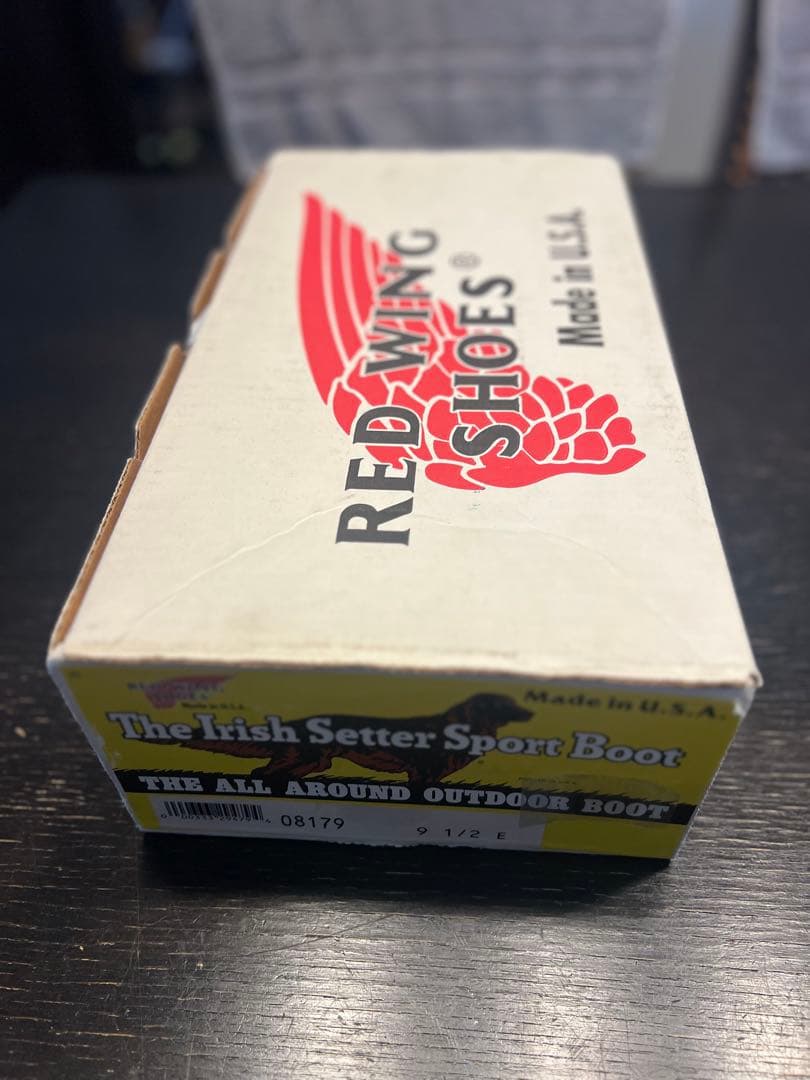 RED WING
SHOES®
Made in U.S.A.
Made in U.S.A.
The Irish Setter Sport Boot
THE ALL AROUND OUTDOOR BOOT
08179
9 1/2 E